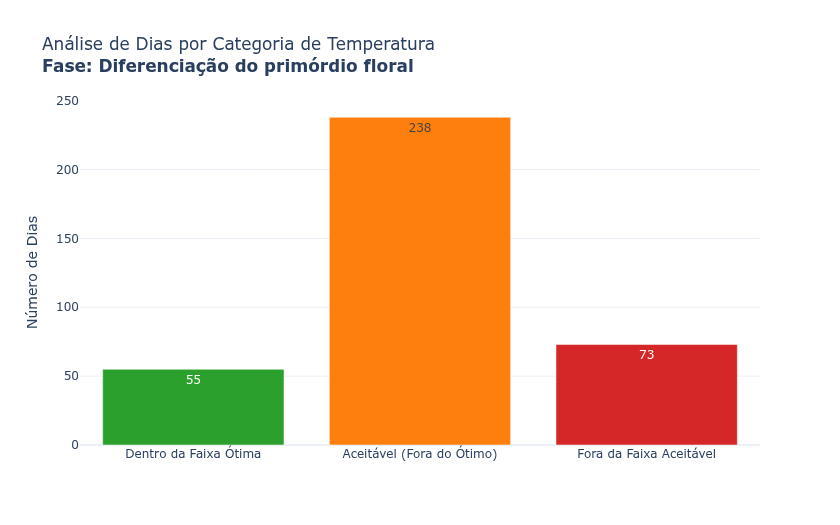 Análise de Dias por Categoria de Temperatura
Fase: Diferenciação do primórdio floral
Número de Dias
250
200
150
100
50
0
55
238
73
Dentro da Faixa Ótima
Aceitável (Fora do Ótimo)
Fora da Faixa Aceitável